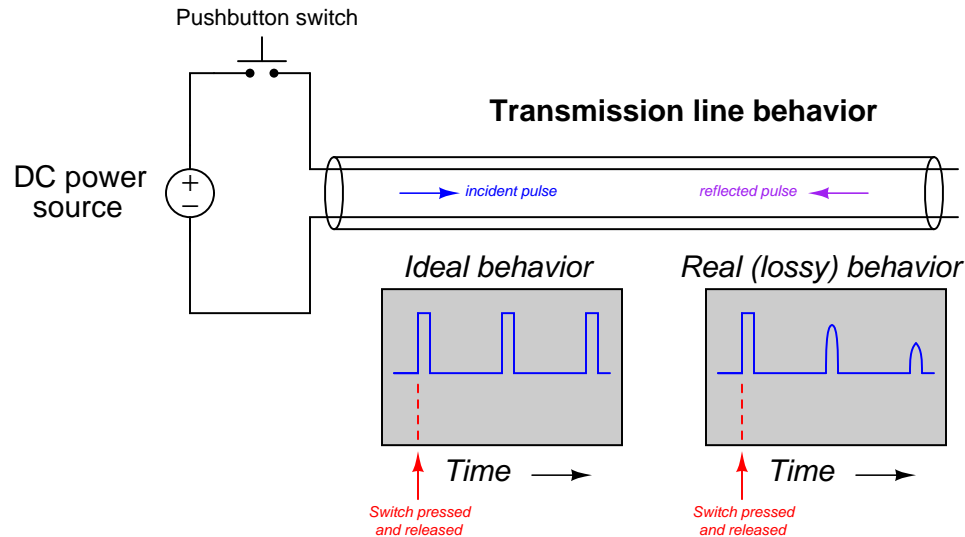 Pushbutton switch
Transmission line behavior
DC power
source
+
−
incident pulse
reflected pulse
Ideal behavior
Real (lossy) behavior
Time
Time
Switch pressed
and released
Switch pressed
and released